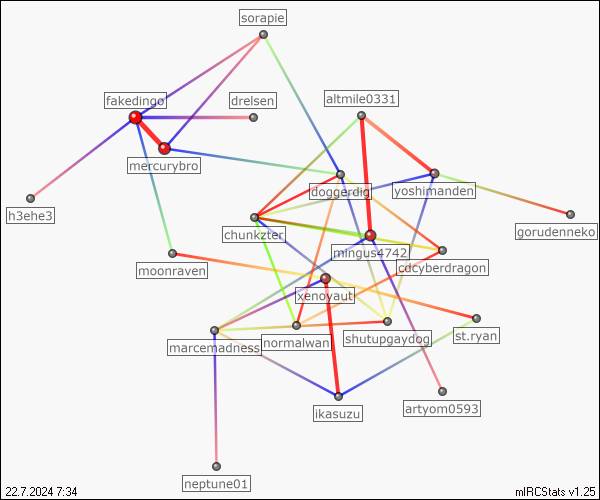 sorapie
fakedingo
drelsen
altmile0331
mercurybro
doggerdig
yoshimanden
h3ehe3
chunkzter
gorudenneko
mingus4742
moonraven
cdcyberdragon
xenoyaut
marcemadness
normalwan
shutupgaydog
st.ryan
ikasuzu
artyom0593
neptune01
22.7.2024 7:34
mIRCStats v1.25